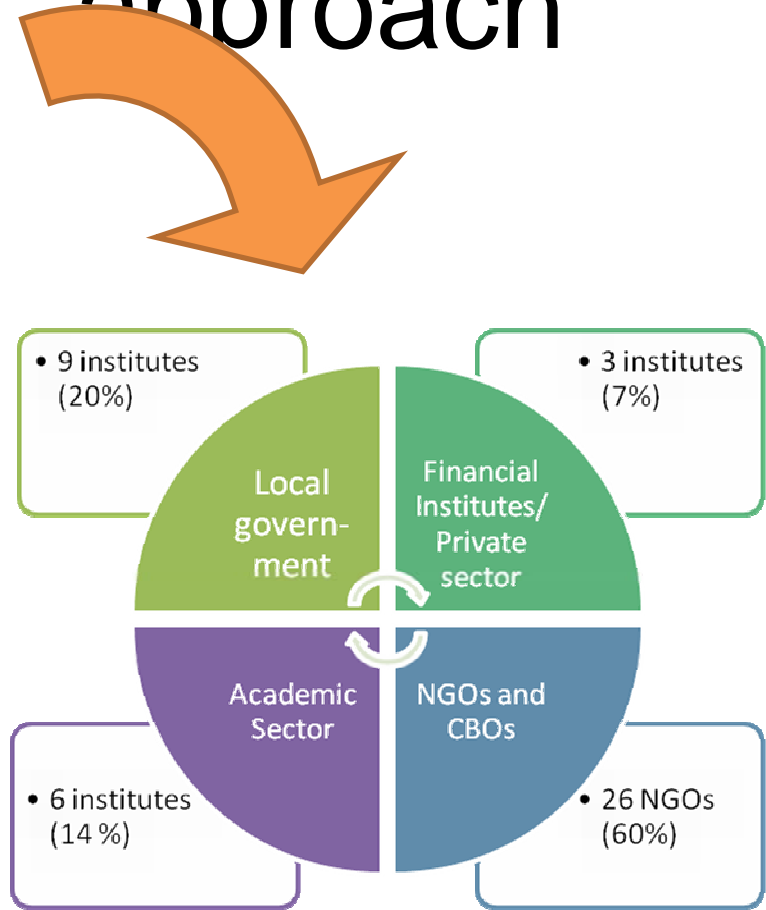 approach
• 9 institutes
(20%)
• 3 institutes
(7%)
Local
govern-
ment
Financial
Institutes/
Private
sector
Academic
Sector
NGOs and
CBOs
• 6 institutes
(14 %)
• 26 NGOs
(60%)